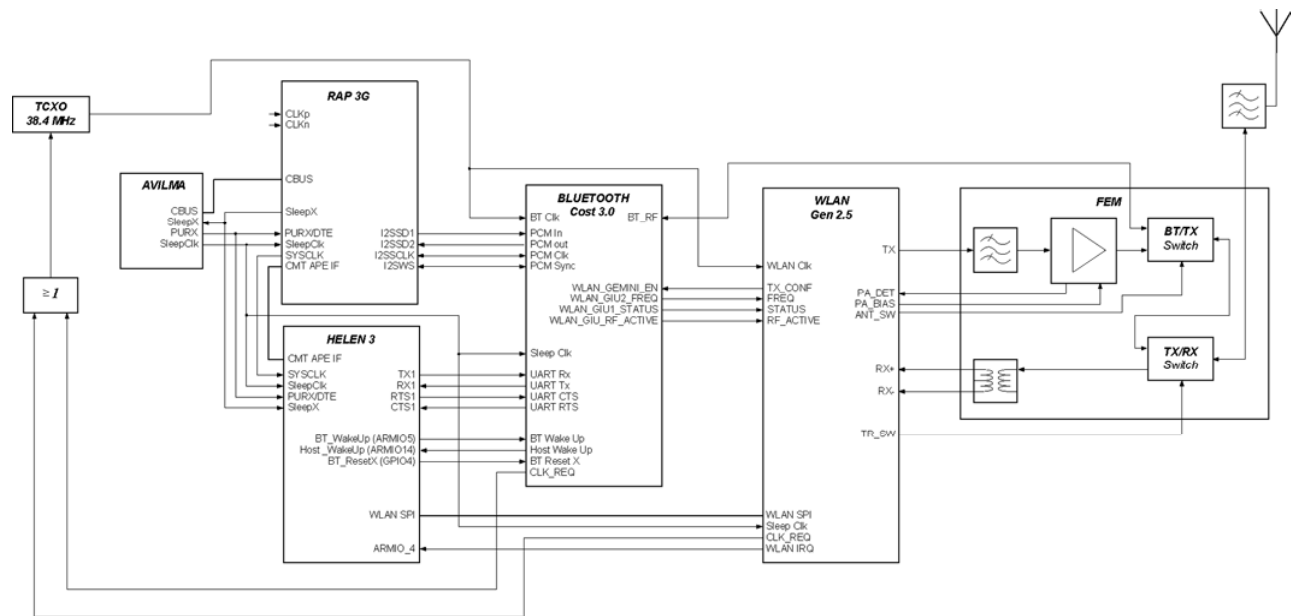 TCXO
38.4 MHz
AVILMA
CBUS
SleepX
PURX
SleepClk
≥1
RAP 3G
CLKp
CLKn
CBUS
SleepX
PURX/DTE
SleepClk
SYSCLK
CMT APE IF
I2SSD1
I2SSD2
I2SSCLK
I2SWS
HELEN 3
CMT APE IF
SYSCLK
SleepClk
PURX/DTE
SleepX
TX1
RX1
RTS1
CTS1
BT_WakeUp (ARMIO5)
Host_WakeUp (ARMIO14)
BT_ResetX (GPIO4)
WLAN SPI
ARMIO_4
BLUETOOTH
Cost 3.0
BT Clk
BT_RF
PCM In
PCM out
PCM Clk
PCM Sync
WLAN_GEMINI_EN
WLAN_GIU2_FREQ
WLAN_GIU1_STATUS
WLAN_GIU_RF_ACTIVE
Sleep Clk
UART Rx
UART Tx
UART CTS
UART RTS
BT Wake Up
Host Wake Up
BT Reset X
CLK_REQ
WLAN
Gen 2.5
TX
WLAN Clk
TX_CONF
FREQ
STATUS
RF_ACTIVE
PA_DET
PA_BIAS
ANT_SW
RX+
RX-
TR_SW
WLAN SPI
Sleep Clk
CLK_REQ
WLAN IRQ
FEM
BT/TX
Switch
TX/RX
Switch